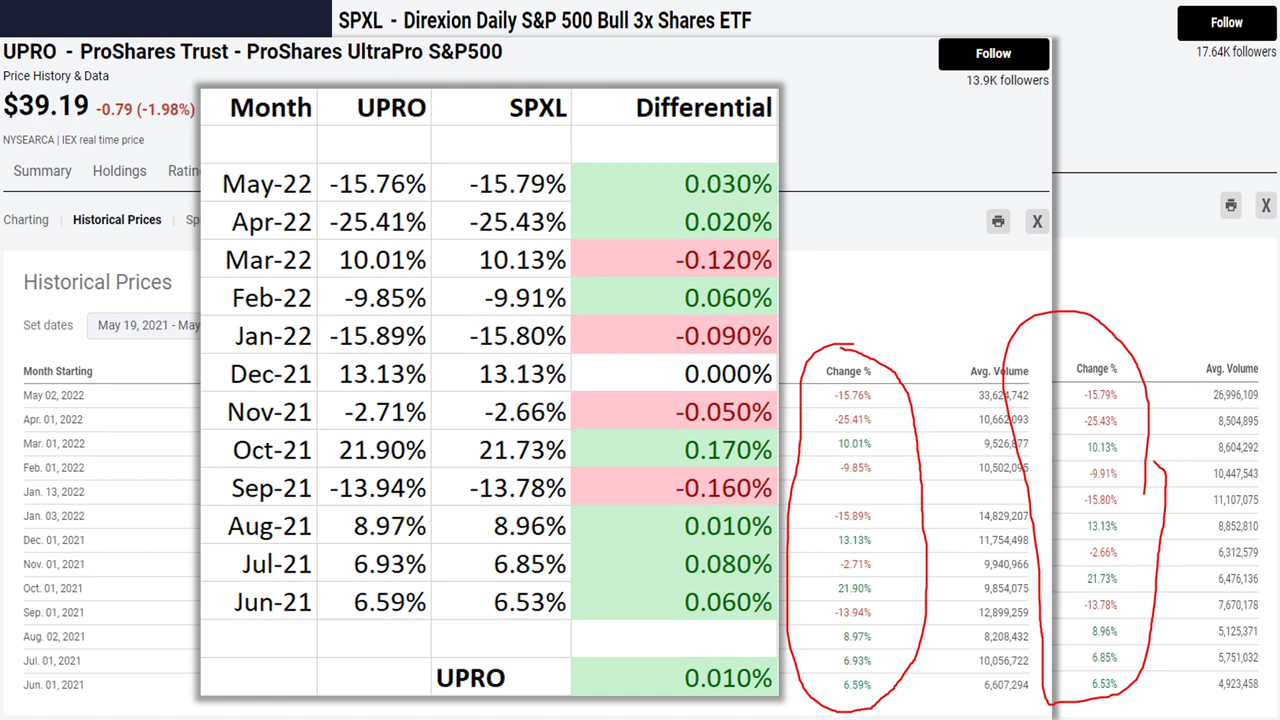 SPXL - Direxion Daily S&P 500 Bull 3x Shares ETF
Follow
17.64K followers
UPRO - ProShares Trust - ProShares UltraPro S&P500
Follow
13.9K followers
Price History & Data
$39.19 -0.79 (-1.98%)
NYSEARCA | IEX real time price
Summary Holdings Ratin
Charting | Historical Prices | Sp
X
X
Historical Prices
Set dates May 19, 2021 - May
Month UPRO SPXL Differential
May-22 -15.76% -15.79% 0.030%
Apr-22 -25.41% -25.43% 0.020%
Mar-22 10.01% 10.13% -0.120%
Feb-22 -9.85% -9.91% 0.060%
Jan-22 -15.89% -15.80% -0.090%
Dec-21 13.13% 13.13% 0.000%
Nov-21 -2.71% -2.66% -0.050%
Oct-21 21.90% 21.73% 0.170%
Sep-21 -13.94% -13.78% -0.160%
Aug-21 8.97% 8.96% 0.010%
Jul-21 6.93% 6.85% 0.080%
Jun-21 6.59% 6.53% 0.060%
UPRO 0.010%
Month Starting Change % Avg. Volume
May 02, 2022 -15.76% 33,624,742
Apr. 01, 2022 -25.41% 10,662,093
Mar. 01, 2022 10.01% 9,526,877
Feb. 01, 2022 -9.85% 10,502,095
Jan. 13, 2022
Jan. 03, 2022 -15.89% 14,829,207
Dec. 01, 2021 13.13% 11,754,498
Nov. 01, 2021 -2.71% 9,940,966
Oct. 01, 2021 21.90% 9,854,075
Sep. 01, 2021 -13.94% 12,899,259
Aug. 02, 2021 8.97% 8,208,432
Jul. 01, 2021 6.93% 10,056,722
Jun. 01, 2021 6.59% 6,607,294
Change % Avg. Volume
-15.79% 26,996,109
-25.43% 8,504,895
10.13% 8,604,292
-9.91% 10,447,543
-15.80% 11,107,075
13.13% 8,852,810
-2.66% 6,312,579
21.73% 6,476,136
-13.78% 7,670,178
8.96% 5,125,371
6.85% 5,751,032
6.53% 4,923,458